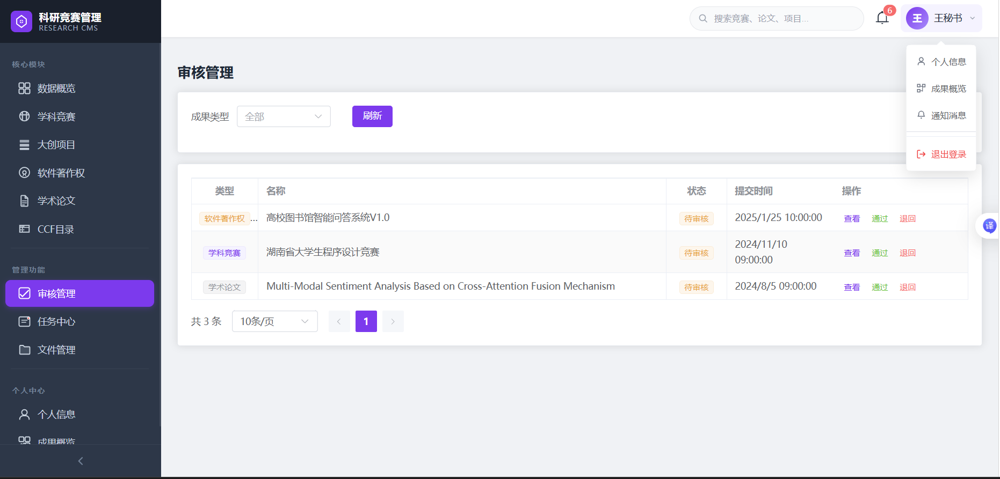 科研竞赛管理
RESEARCH CMS
核心模块
数据概览
学科竞赛
大创项目
软件著作权
学术论文
CCF目录
管理功能
审核管理
任务中心
文件管理
个人中心
个人信息
成果概览
搜索竞赛、论文、项目...
6
王
王秘书
个人信息
成果概览
通知消息
退出登录
审核管理
成果类型
全部
刷新
类型 名称 状态 提交时间 操作
软件著作权 ... 高校图书馆智能问答系统V1.0 待审核 2025/1/25 10:00:00 查看 通过 退回
学科竞赛 湖南省大学生程序设计竞赛 待审核 2024/11/10 09:00:00 查看 通过 退回
学术论文 Multi-Modal Sentiment Analysis Based on Cross-Attention Fusion Mechanism 待审核 2024/8/5 09:00:00 查看 通过 退回
共 3 条 10条/页 1
译